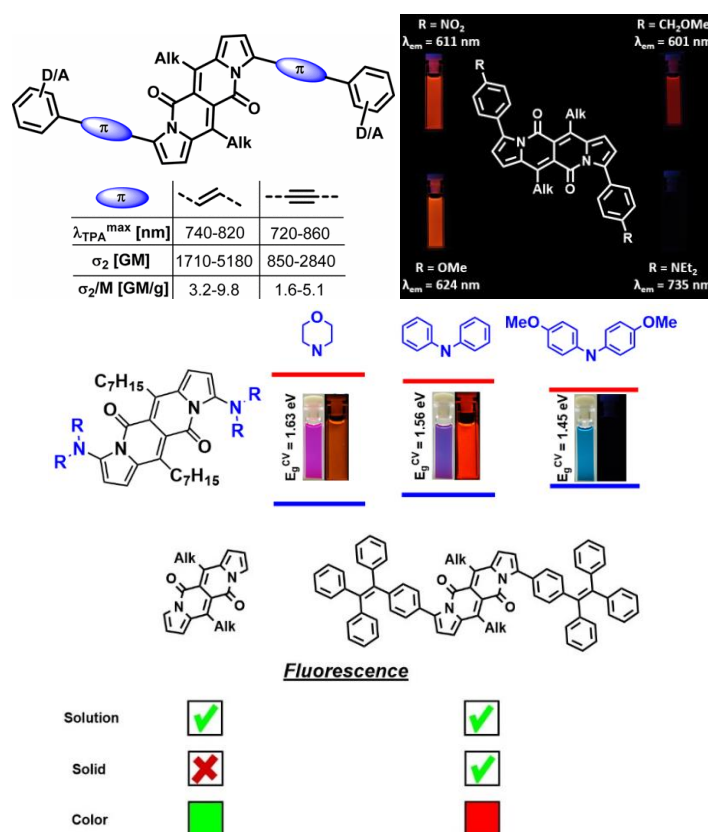 D/A
Alk
N
O
π
O
N
Alk
π
D/A
π
λTPA^max [nm] 740-820 720-860
σ2 [GM] 1710-5180 850-2840
σ2/M [GM/g] 3.2-9.8 1.6-5.1
R = NO2
λem = 611 nm
R = CH2OMe
λem = 601 nm
R
O
Alk
N
N
Alk
O
R
R = OMe
λem = 624 nm
R = NEt2
λem = 735 nm
C7H15
N
R
N
R
O
O
R
N
R
N
C7H15
O
N
N
MeO
OMe
N
Eg^CV = 1.63 eV
Eg^CV = 1.56 eV
Eg^CV = 1.45 eV
Alk
O
N
N
O
Alk
Alk
O
N
N
O
Alk
Fluorescence
Solution
Solid
Color